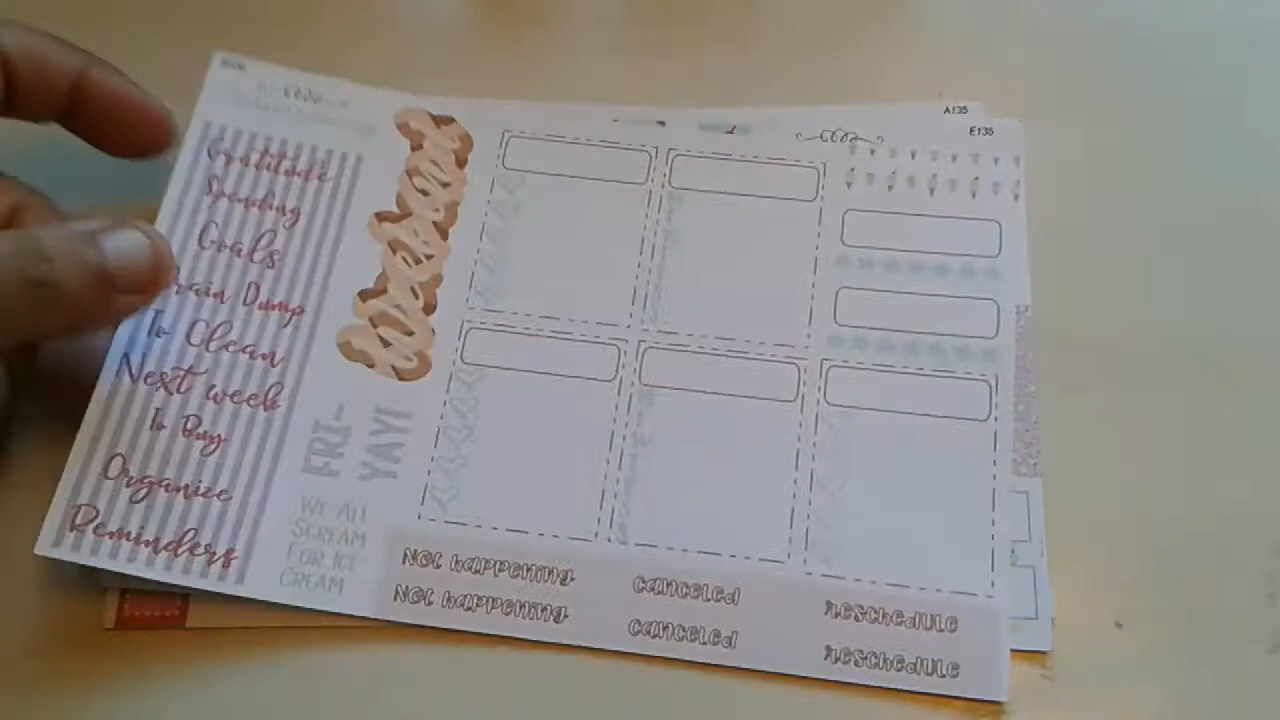 A135
E135
Gratitude
Spending
Goals
Brain Dump
To Clean
Next week
To Buy
Organize
Reminders
FRI-
YAY!
WE ALL
SCREAM
FOR ICE
CREAM
Not happening
canceled
Reschedule
Not happening
canceled
Reschedule